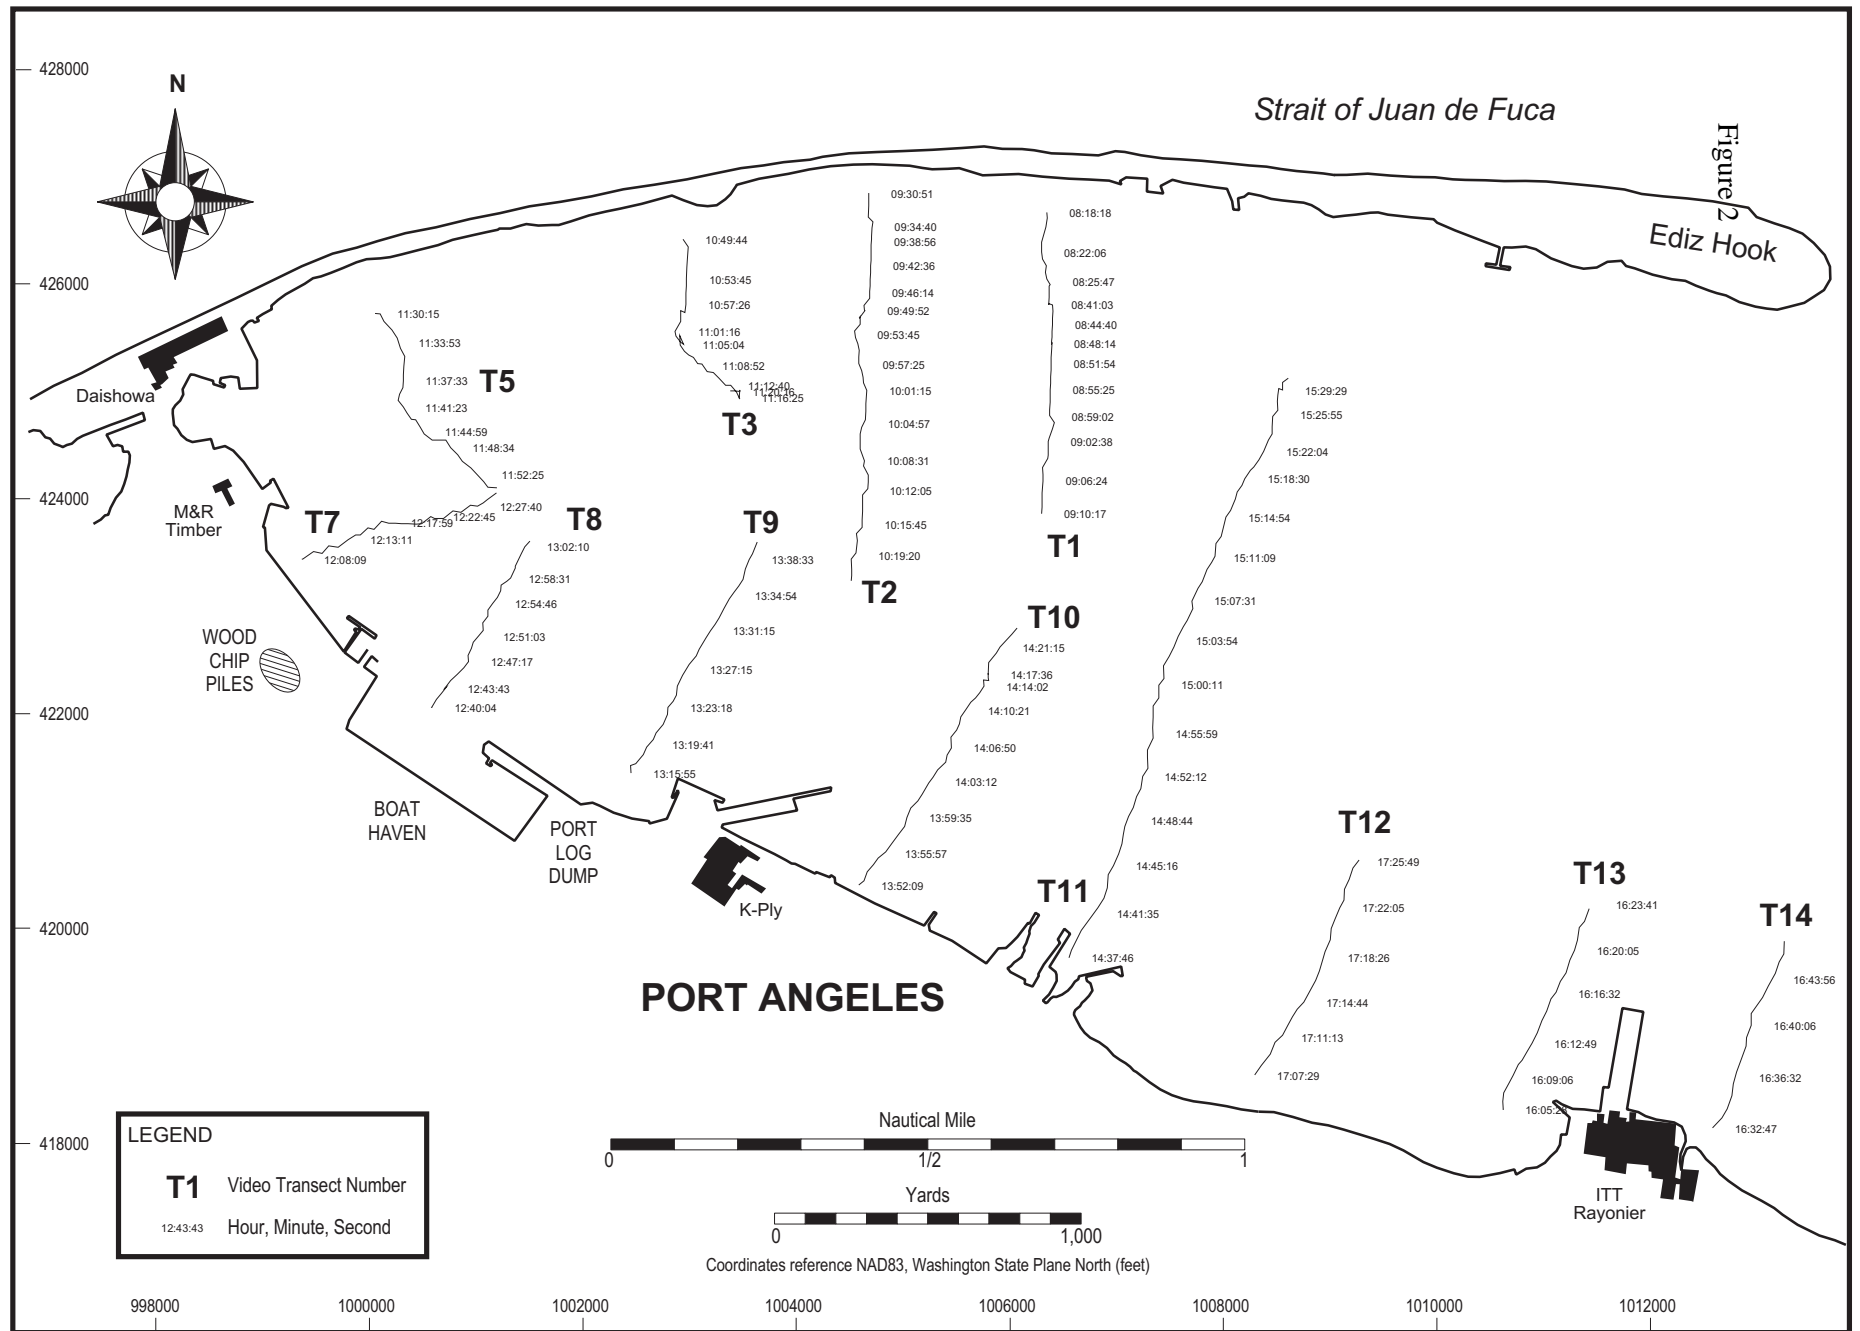 428000
N
Strait of Juan de Fuca
Figure 2
Ediz Hook
426000
424000
422000
420000
418000
09:30:51
09:34:40
09:38:56
09:42:36
09:46:14
09:49:52
09:53:45
09:57:25
10:01:15
10:04:57
10:08:31
10:12:05
10:15:45
10:19:20
T2
08:18:18
08:22:06
08:25:47
08:41:03
08:44:40
08:48:14
08:51:54
08:55:25
08:59:02
09:02:38
09:06:24
09:10:17
T1
10:49:44
10:53:45
10:57:26
11:01:16
11:05:04
11:08:52
11:12:40
11:20:16
11:16:25
T3
11:30:15
11:33:53
11:37:33
T5
11:41:23
11:44:59
11:48:34
11:52:25
Daishowa
M&R
Timber
T7
12:27:40
12:22:45
12:17:59
12:13:11
12:08:09
T8
13:02:10
12:58:31
12:54:46
12:51:03
12:47:17
12:43:43
12:40:04
T9
13:38:33
13:34:54
13:31:15
13:27:15
13:23:18
13:19:41
13:15:55
T10
14:21:15
14:17:36
14:14:02
14:10:21
14:06:50
14:03:12
13:59:35
13:55:57
13:52:09
15:29:29
15:25:55
15:22:04
15:18:30
15:14:54
15:11:09
15:07:31
15:03:54
15:00:11
14:55:59
14:52:12
14:48:44
14:45:16
14:41:35
14:37:46
T11
WOOD
CHIP
PILES
BOAT
HAVEN
PORT
LOG
DUMP
K-Ply
PORT ANGELES
T12
17:25:49
17:22:05
17:18:26
17:14:44
17:11:13
17:07:29
T13
16:23:41
16:20:05
16:16:32
16:12:49
16:09:06
T14
16:43:56
16:40:06
16:36:32
16:32:47
ITT
Rayonier
LEGEND
T1 Video Transect Number
12:43:43 Hour, Minute, Second
Nautical Mile
0 1/2 1
Yards
0 1,000
Coordinates reference NAD83, Washington State Plane North (feet)
998000 1000000 1002000 1004000 1006000 1008000 1010000 1012000